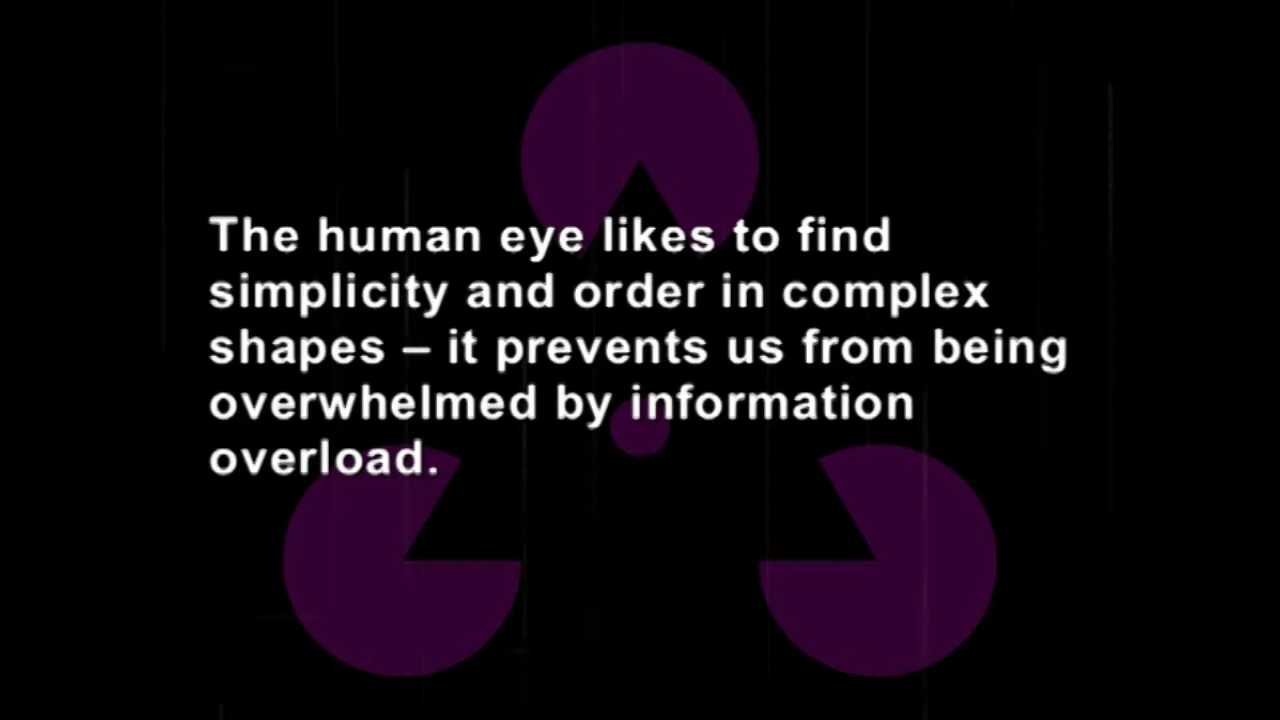 The human eye likes to find
simplicity and order in complex
shapes – it prevents us from being
overwhelmed by information
overload.